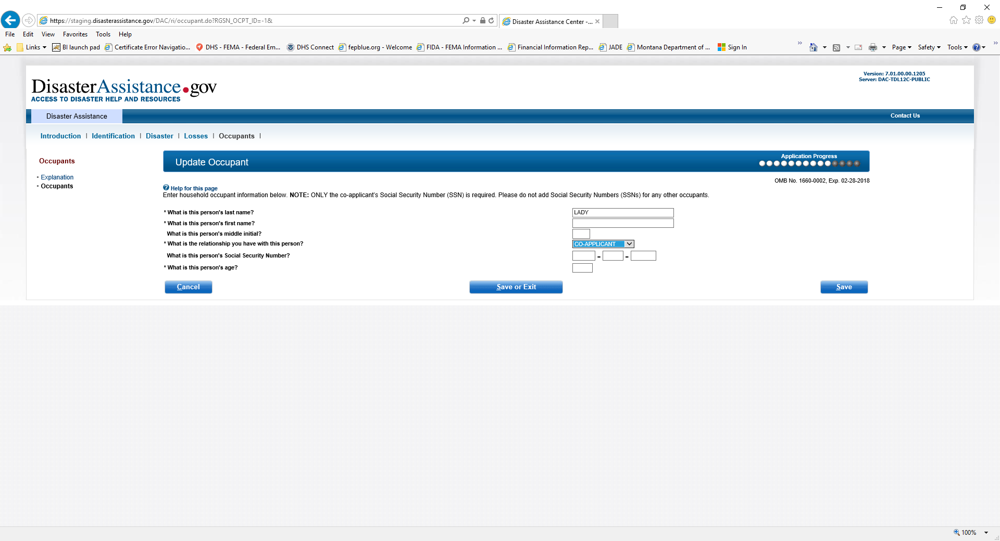 https://staging.disasterassistance.gov/DAC/ri/occupant.do?RGSN_OCPT_ID=-1&
Disaster Assistance Center -...
File Edit View Favorites Tools Help
Links BI launch pad Certificate Error Navigatio... DHS - FEMA - Federal Em... DHS Connect fepblue.org - Welcome FIDA - FEMA Information ... Financial Information Rep... JADE Montana Department of ... Sign In Page Safety Tools
Version: 7.01.00.00.1205
Server: DAC-TDL12C-PUBLIC
DisasterAssistance.gov
ACCESS TO DISASTER HELP AND RESOURCES
Disaster Assistance Contact Us
Introduction | Identification | Disaster | Losses | Occupants |
Occupants
• Explanation
• Occupants
Update Occupant
Application Progress
OMB No. 1660-0002, Exp. 02-28-2018
? Help for this page
Enter household occupant information below. NOTE: ONLY the co-applicant's Social Security Number (SSN) is required. Please do not add Social Security Numbers (SSNs) for any other occupants.
* What is this person's last name? LADY
* What is this person's first name?
What is this person's middle initial?
* What is the relationship you have with this person? CO-APPLICANT
What is this person's Social Security Number? - -
* What is this person's age?
Cancel Save or Exit Save
100%